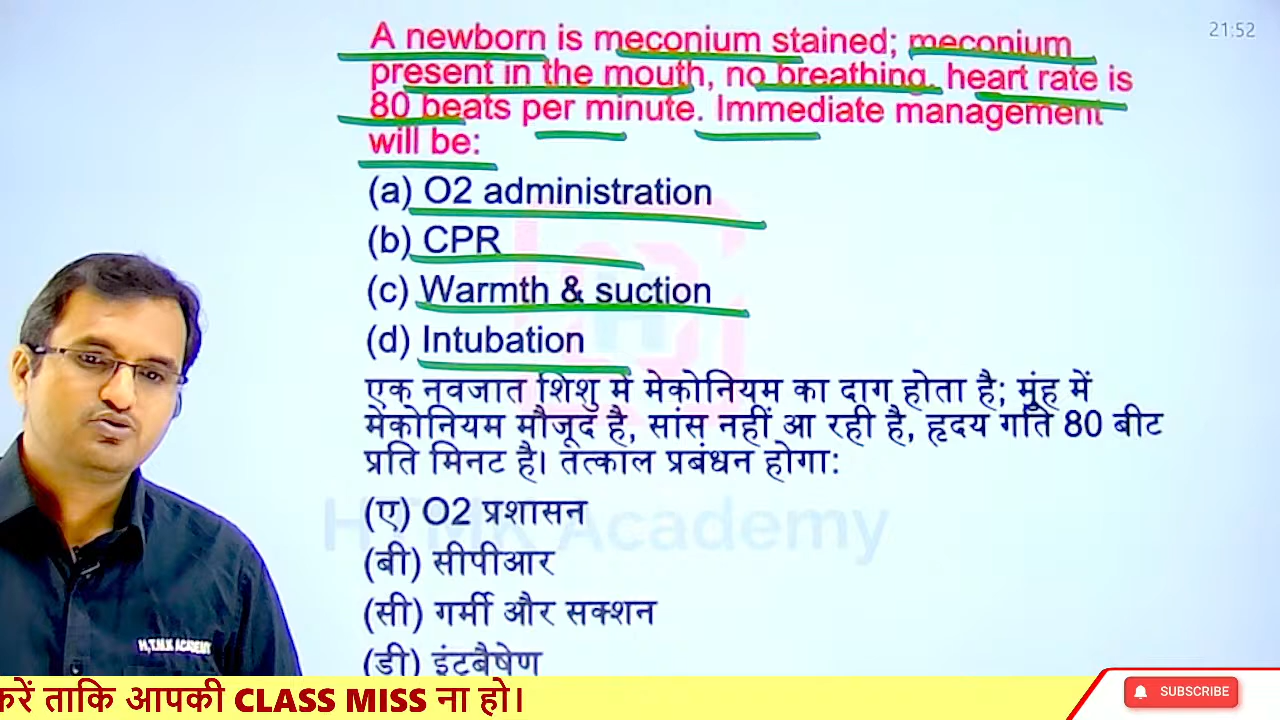 21:52
A newborn is meconium stained; meconium
present in the mouth, no breathing. heart rate is
80 beats per minute. Immediate management
will be:
(a) O2 administration
(b) CPR
(c) Warmth & suction
(d) Intubation
एक नवजात शिशु में मेकोनियम का दाग होता है; मुंह में
मेकोनियम मौजूद है, सांस नहीं आ रही है, हृदय गति 80 बीट
प्रति मिनट है। तत्काल प्रबंधन होगा:
(ए) O2 प्रशासन
(बी) सीपीआर
(सी) गर्मी और सक्शन
(डी) इंटबैषेण
HTMK Academy
H.T.M.K. ACADEMY
करें ताकि आपकी CLASS MISS ना हो।
SUBSCRIBE